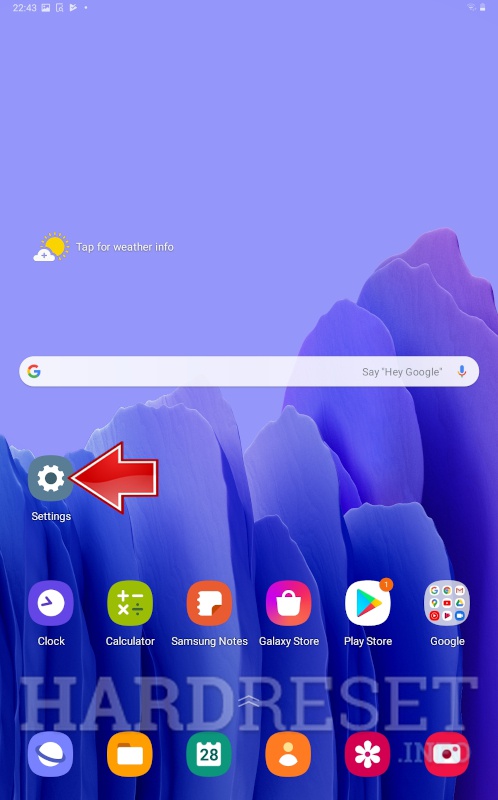 22:43
Tap for weather info
Say "Hey Google"
Settings
1
Clock Calculator Samsung Notes Galaxy Store Play Store Google
HARDRESET
.INFO
28